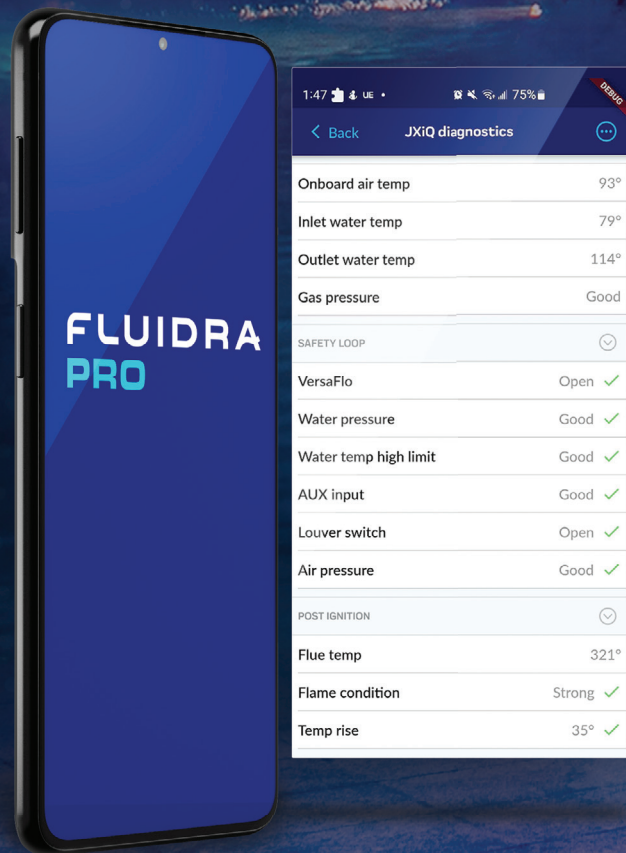 FLUIDRA
PRO
1:47 UE • 75%
DEBUG
Back JXiQ diagnostics
Onboard air temp 93°
Inlet water temp 79°
Outlet water temp 114°
Gas pressure Good
SAFETY LOOP
VersaFlo Open ✓
Water pressure Good ✓
Water temp high limit Good ✓
AUX input Good ✓
Louver switch Open ✓
Air pressure Good ✓
POST IGNITION
Flue temp 321°
Flame condition Strong ✓
Temp rise 35° ✓